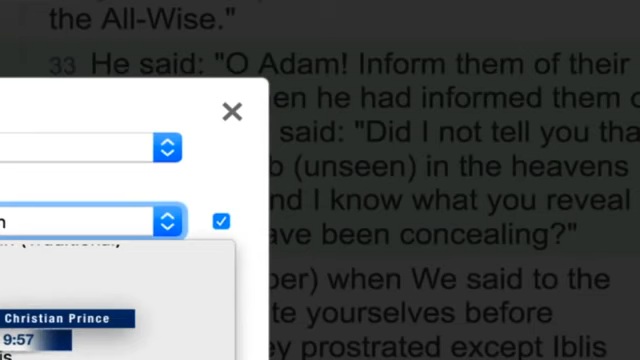 the All-Wise."
33 He said: "O Adam! Inform them of their
en he had informed them o
said: "Did I not tell you tha
b (unseen) in the heavens
nd I know what you reveal
ave been concealing?"
ber) when We said to the
te yourselves before
ey prostrated except Iblis
n
Christian Prince
9:57
is